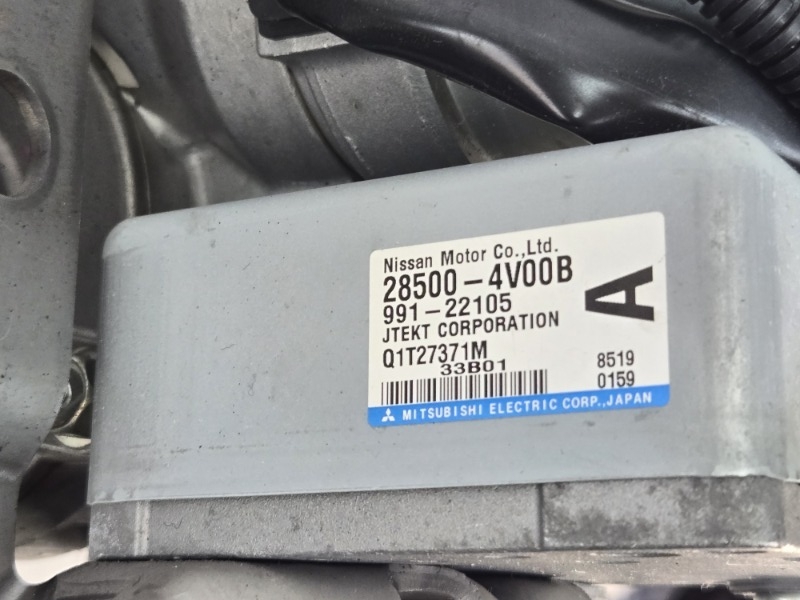 Nissan Motor Co.,Ltd.
28500-4V00B
991-22105
JTEKT CORPORATION
A
Q1T27371M
33B01
8519
0159
MITSUBISHI ELECTRIC CORP.,JAPAN